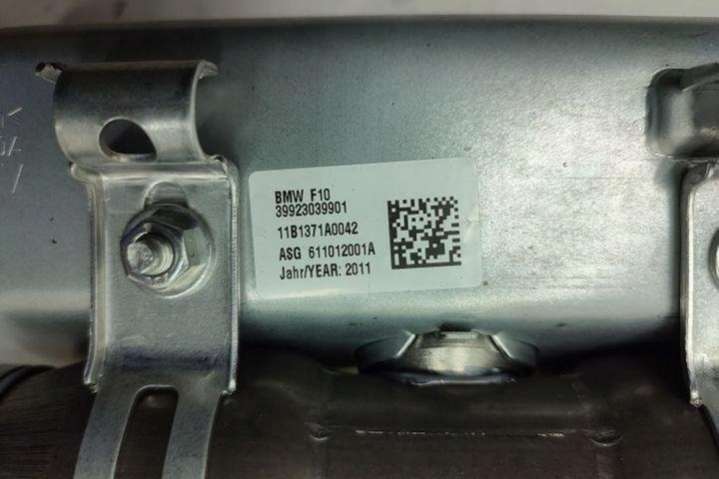 BMW F10
39923039901
11B1371A0042
ASG 611012001A
Jahr/YEAR: 2011